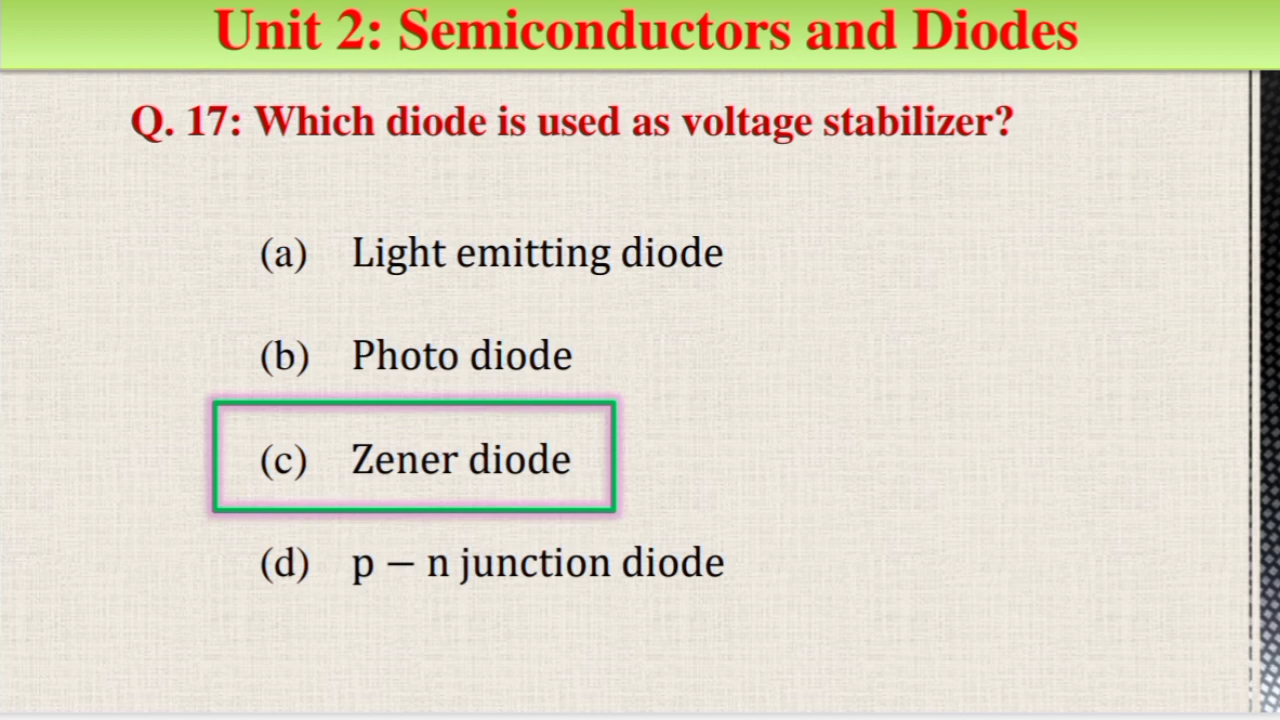 Unit 2: Semiconductors and Diodes
Q. 17: Which diode is used as voltage stabilizer?
(a) Light emitting diode
(b) Photo diode
(c) Zener diode
(d) p − n junction diode